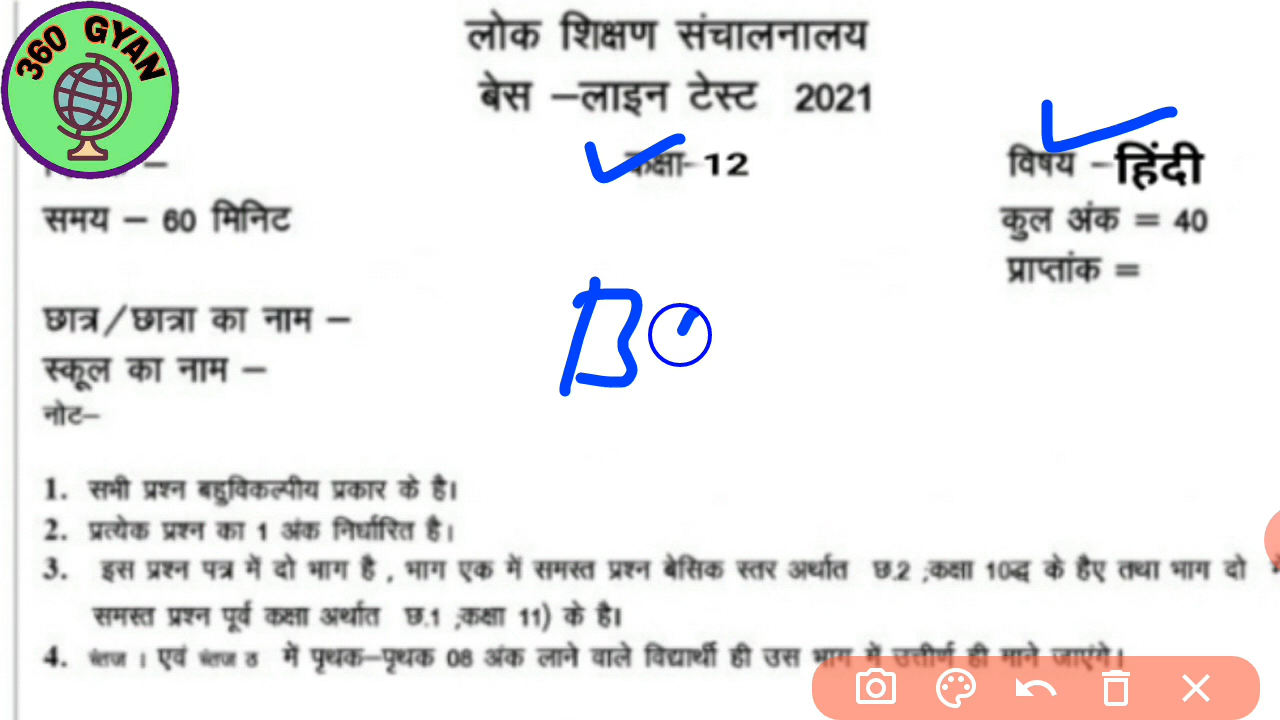 360 GYAN
लोक शिक्षण संचालनालय
बेस –लाइन टेस्ट 2021
कक्षा- 12
विषय –हिंदी
समय – 60 मिनिट
कुल अंक = 40
प्राप्तांक =
छात्र/छात्रा का नाम –
स्कूल का नाम –
B
नोट–
1. सभी प्रश्न बहुविकल्पीय प्रकार के है।
2. प्रत्येक प्रश्न का 1 अंक निर्धारित है।
3. इस प्रश्न पत्र में दो भाग है , भाग एक में समस्त प्रश्न बेसिक स्तर अर्थात छ.2 ,कक्षा 10द्ध के हैए तथा भाग दो
समस्त प्रश्न पूर्व कक्षा अर्थात छ.1 ,कक्षा 11) के है।
4. । एवं में पृथक–पृथक 08 अंक लाने वाले विद्यार्थी ही उस भाग में उत्तीर्ण ही माने जाएंगे।